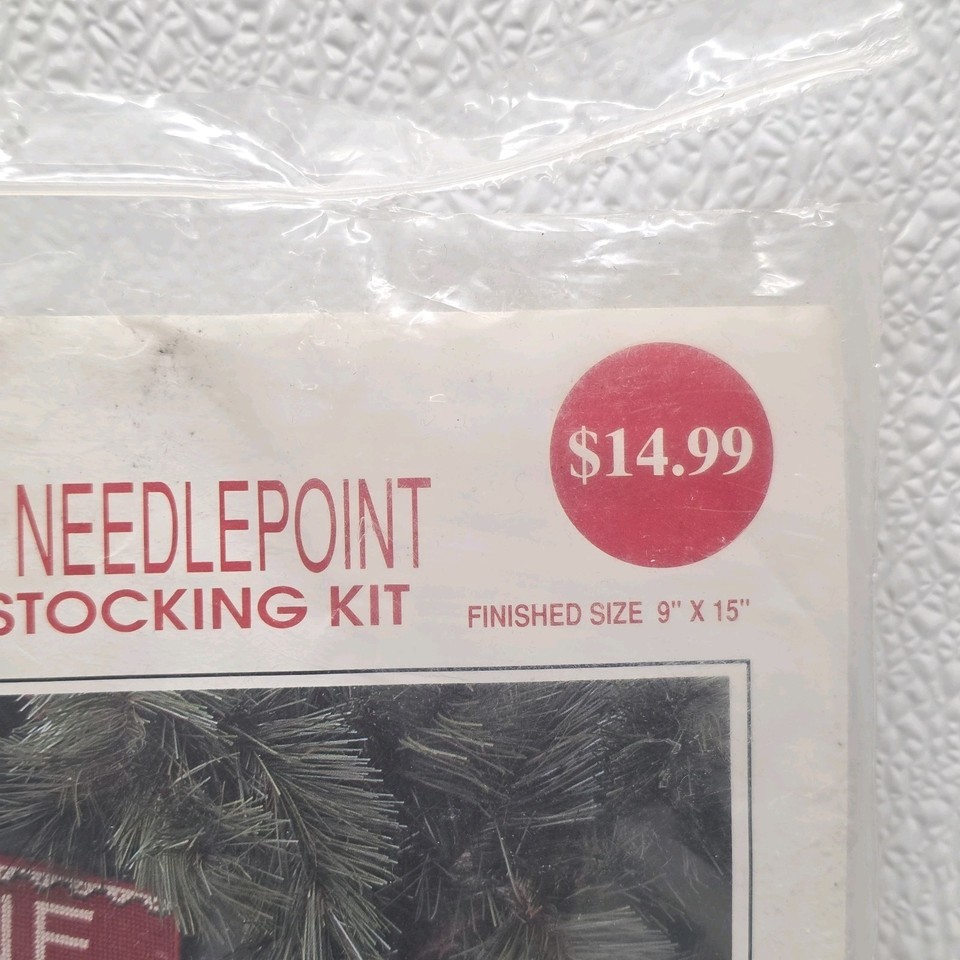 $14.99
NEEDLEPOINT
STOCKING KIT
FINISHED SIZE 9" X 15"